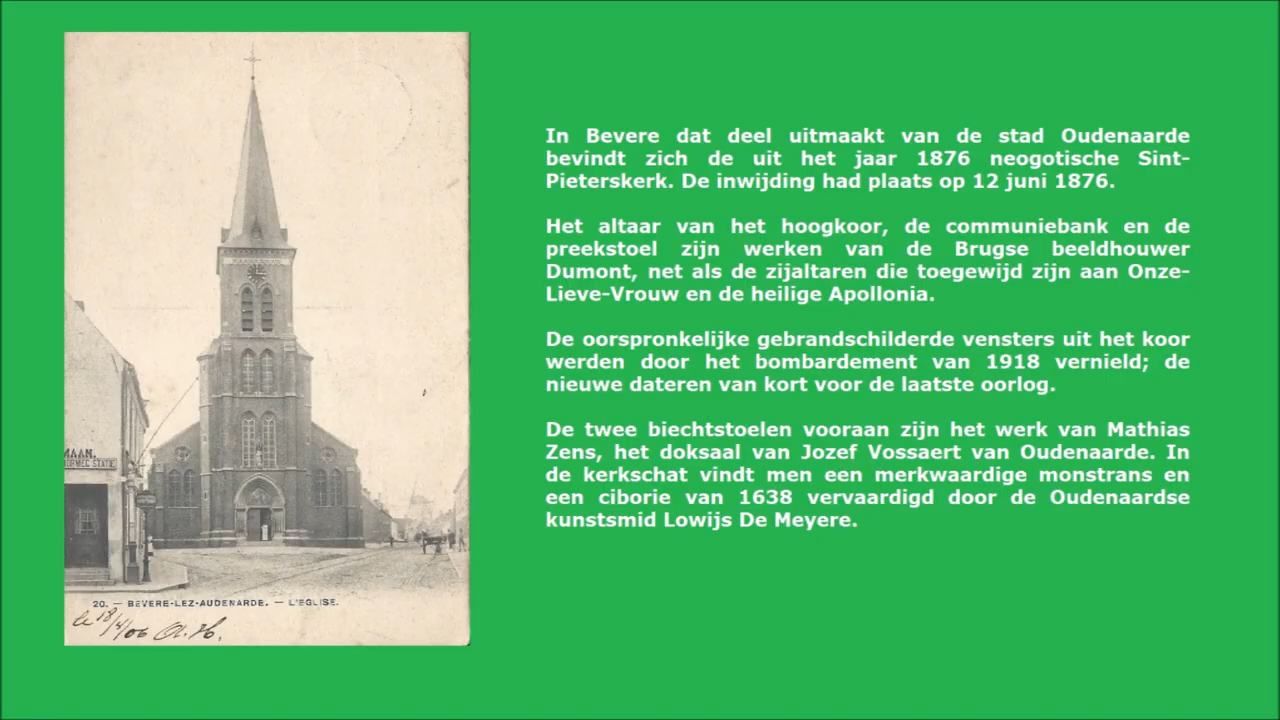 In Bevere dat deel uitmaakt van de stad Oudenaarde
bevindt zich de uit het jaar 1876 neogotische Sint-
Pieterskerk. De inwijding had plaats op 12 juni 1876.
Het altaar van het hoogkoor, de communiebank en de
preekstoel zijn werken van de Brugse beeldhouwer
Dumont, net als de zijaltaren die toegewijd zijn aan Onze-
Lieve-Vrouw en de heilige Apollonia.
De oorspronkelijke gebrandschilderde vensters uit het koor
werden door het bombardement van 1918 vernield; de
nieuwe dateren van kort voor de laatste oorlog.
De twee biechtstoelen vooraan zijn het werk van Mathias
Zens, het doksaal van Jozef Vossaert van Oudenaarde. In
de kerkschat vindt men een merkwaardige monstrans en
een ciborie van 1638 vervaardigd door de Oudenaardse
kunstsmid Lowijs De Meyere.
MAAN.
STATIE
20. — BEVERE-LEZ-AUDENARDE. — L'EGLISE.
le 18/4/06 A. H.